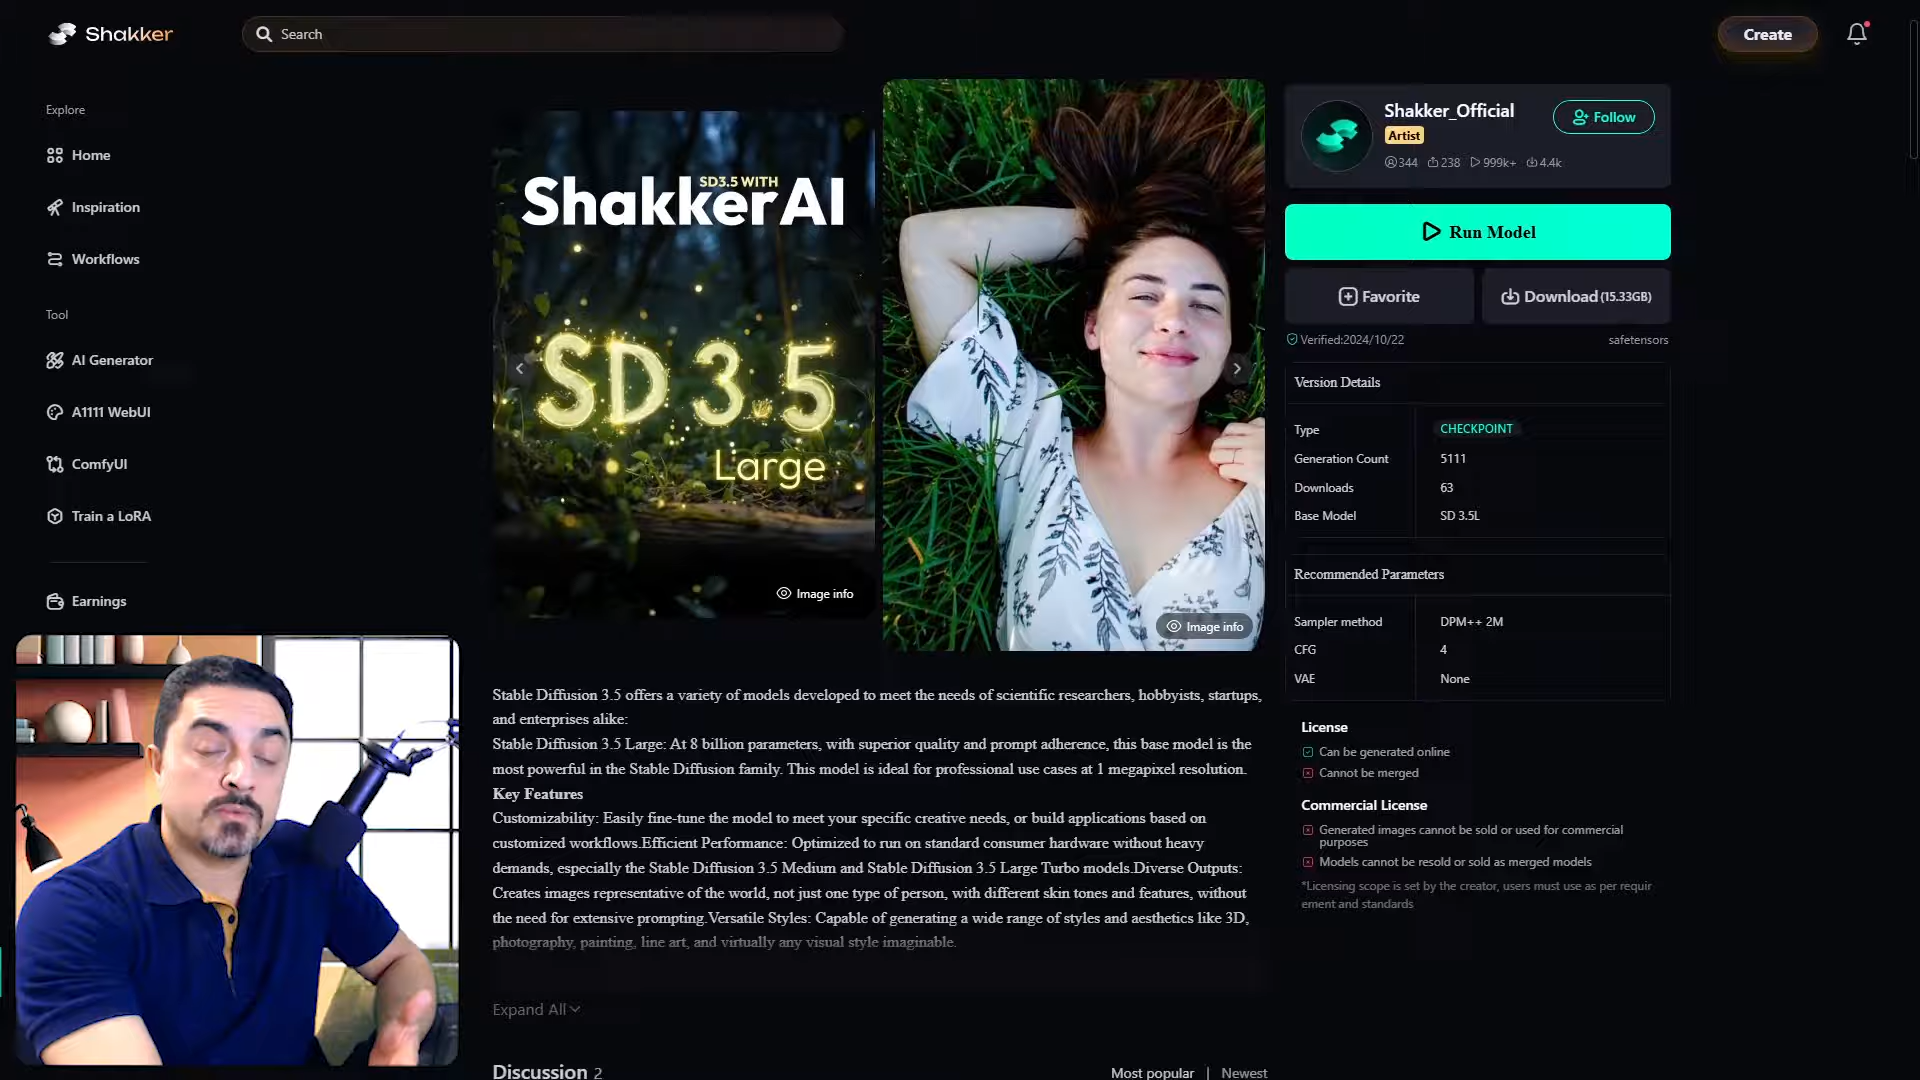 Shakker
Search
Create
Explore
Home
Inspiration
Workflows
Tool
AI Generator
A1111 WebUI
ComfyUI
Train a LoRA
Earnings
SD3.5 WITH
ShakkerAI
SD 3.5
Large
Image info
Image info
Shakker_Official
Follow
Artist
344 238 999k+ 4.4k
Run Model
Favorite
Download (15.33GB)
Verified:2024/10/22 safetensors
Version Details
Type CHECKPOINT
Generation Count 5111
Downloads 63
Base Model SD 3.5L
Recommended Parameters
Sampler method DPM++ 2M
CFG 4
VAE None
License
Can be generated online
Cannot be merged
Commercial License
Generated images cannot be sold or used for commercial
purposes
Models cannot be resold or sold as merged models
*Licensing scope is set by the creator, users must use as per requir
ement and standards
Stable Diffusion 3.5 offers a variety of models developed to meet the needs of scientific researchers, hobbyists, startups,
and enterprises alike:
Stable Diffusion 3.5 Large: At 8 billion parameters, with superior quality and prompt adherence, this base model is the
most powerful in the Stable Diffusion family. This model is ideal for professional use cases at 1 megapixel resolution.
Key Features
Customizability: Easily fine-tune the model to meet your specific creative needs, or build applications based on
customized workflows.Efficient Performance: Optimized to run on standard consumer hardware without heavy
demands, especially the Stable Diffusion 3.5 Medium and Stable Diffusion 3.5 Large Turbo models.Diverse Outputs:
Creates images representative of the world, not just one type of person, with different skin tones and features, without
the need for extensive prompting.Versatile Styles: Capable of generating a wide range of styles and aesthetics like 3D,
photography, painting, line art, and virtually any visual style imaginable.
Expand All
Discussion 2
Most popular | Newest